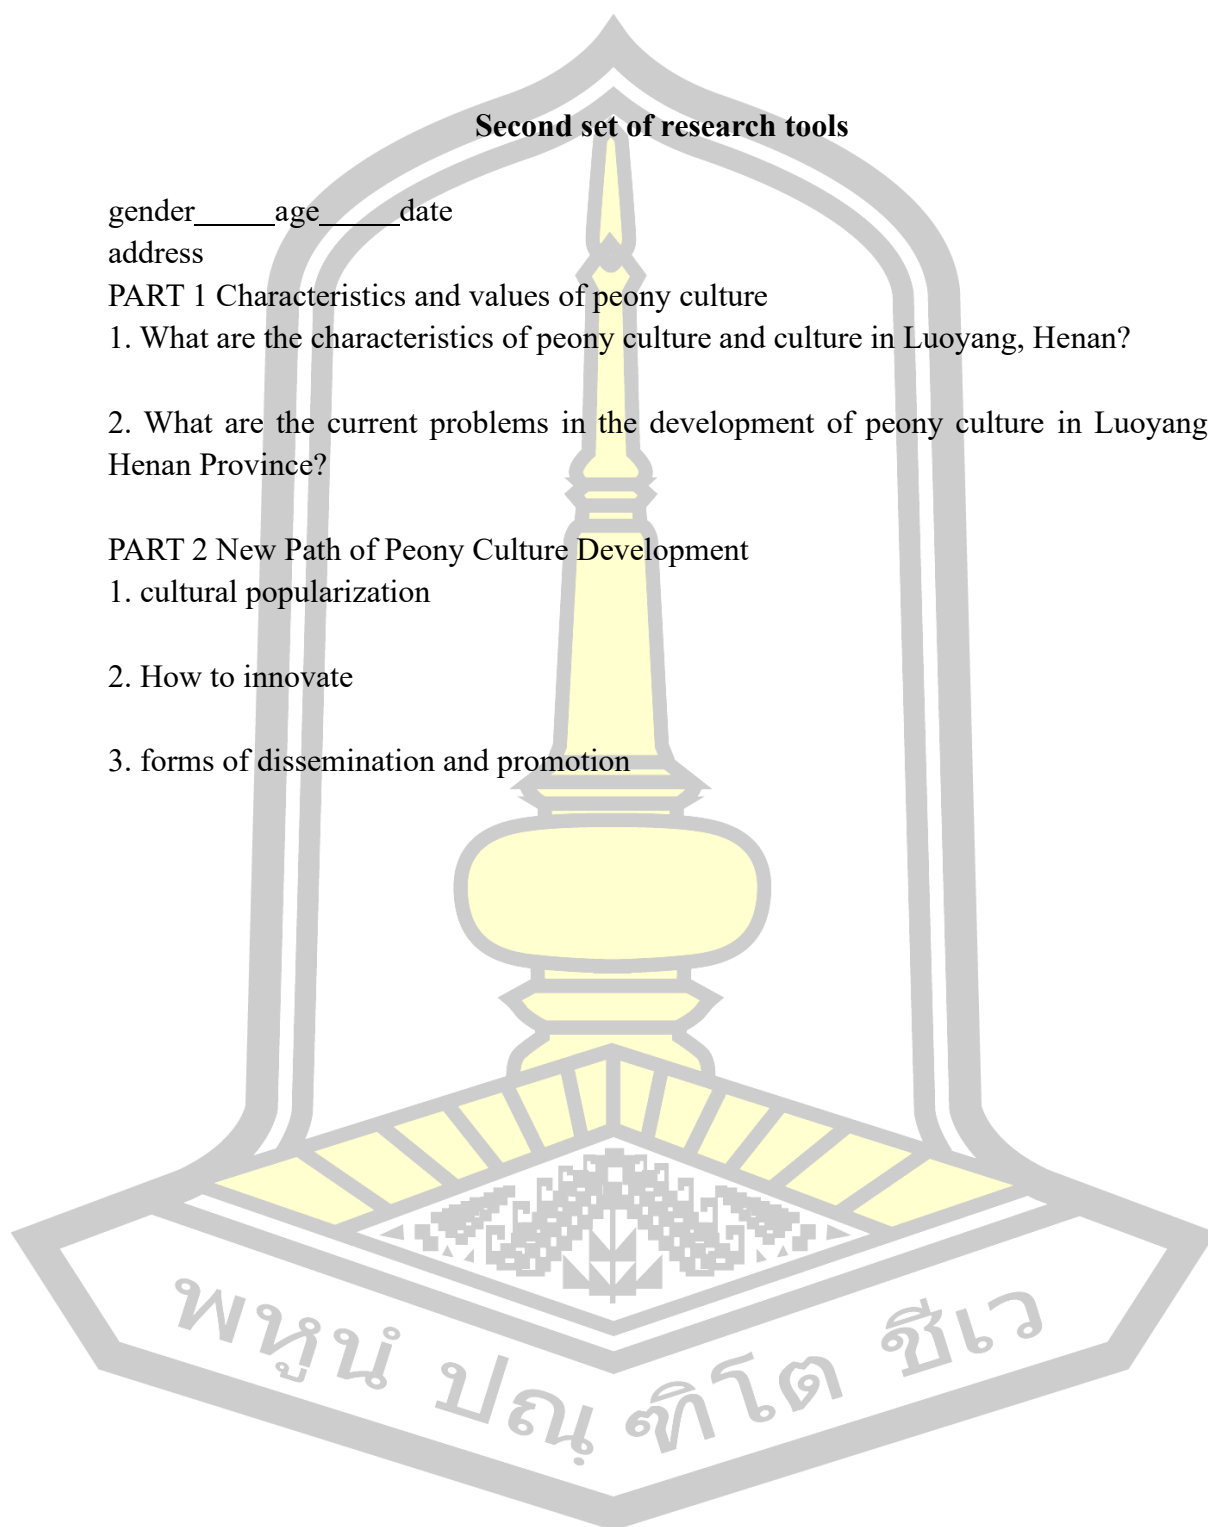 Second set of research tools
gender_____age_____date
address
PART 1 Characteristics and values of peony culture
1. What are the characteristics of peony culture and culture in Luoyang, Henan?
2. What are the current problems in the development of peony culture in Luoyang
Henan Province?
PART 2 New Path of Peony Culture Development
1. cultural popularization
2. How to innovate
3. forms of dissemination and promotion
พหูนํ ปณฺฑิโต ชีเว